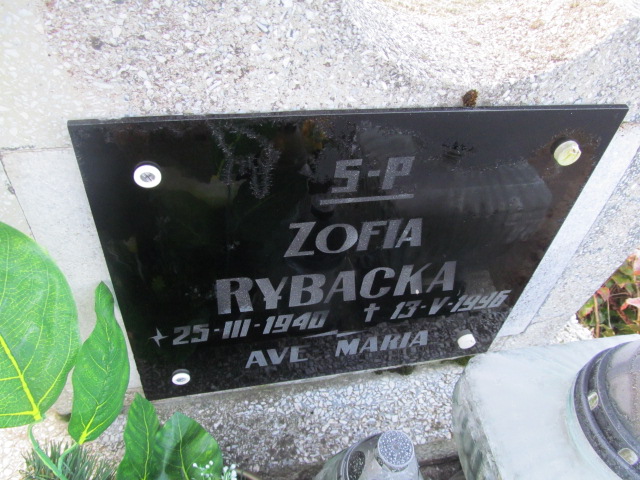 S-P
ZOFIA
RYBACKA
25-III-1940 † 13-V-1996
AVE MARIA